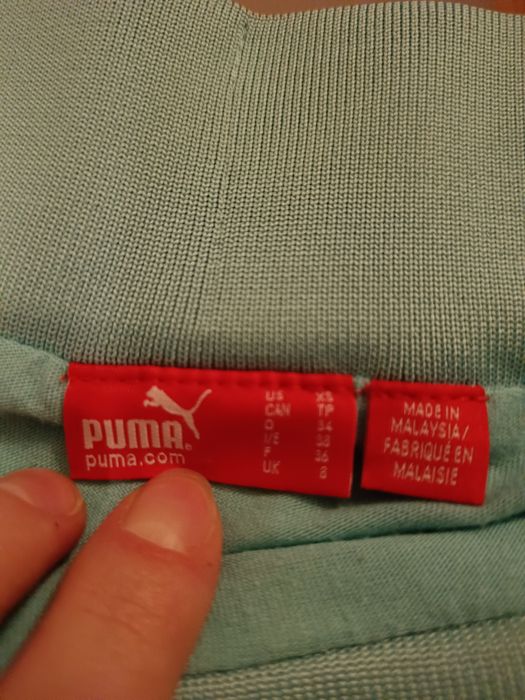 PUMA
puma.com
US XS
CAN TP
D 34
I/E 38
F 36
UK 8
MADE IN
MALAYSIA/
FABRIQUÉ EN
MALAISIE